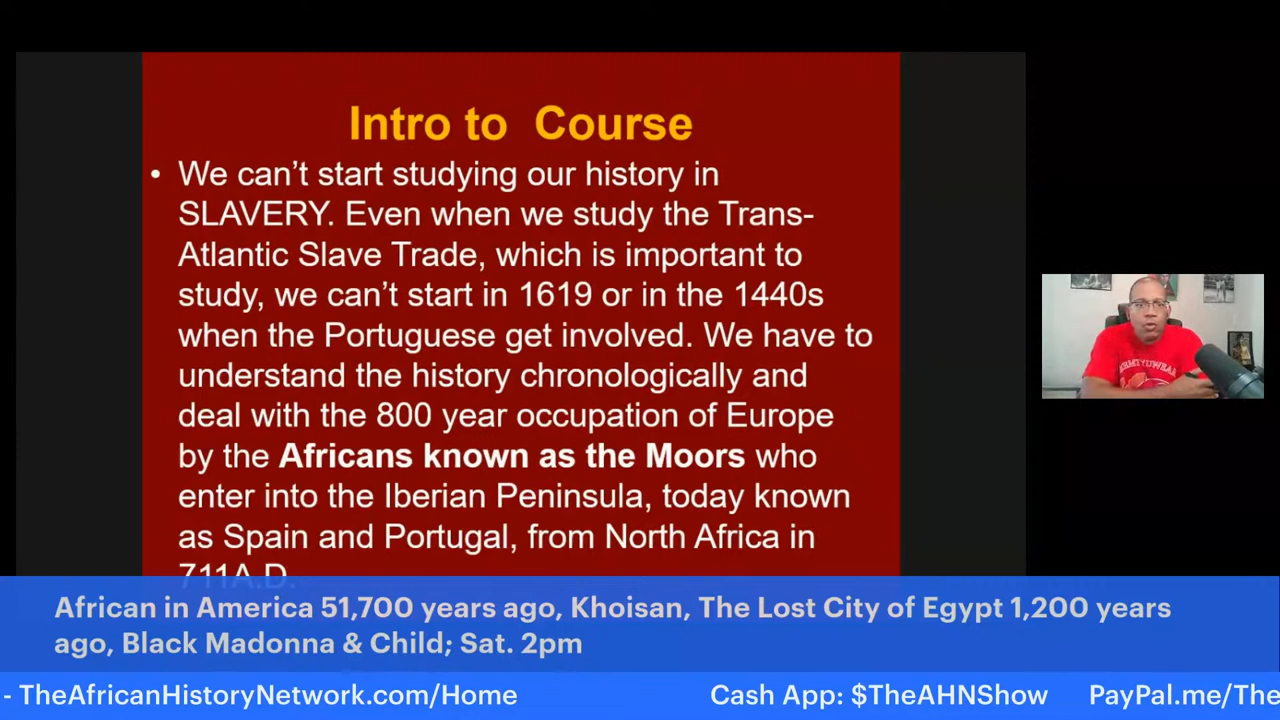 Intro to Course
• We can’t start studying our history in
SLAVERY. Even when we study the Trans-
Atlantic Slave Trade, which is important to
study, we can’t start in 1619 or in the 1440s
when the Portuguese get involved. We have to
understand the history chronologically and
deal with the 800 year occupation of Europe
by the Africans known as the Moors who
enter into the Iberian Peninsula, today known
as Spain and Portugal, from North Africa in
711A.D.
African in America 51,700 years ago, Khoisan, The Lost City of Egypt 1,200 years
ago, Black Madonna & Child; Sat. 2pm
- TheAfricanHistoryNetwork.com/Home Cash App: $TheAHNShow PayPal.me/The